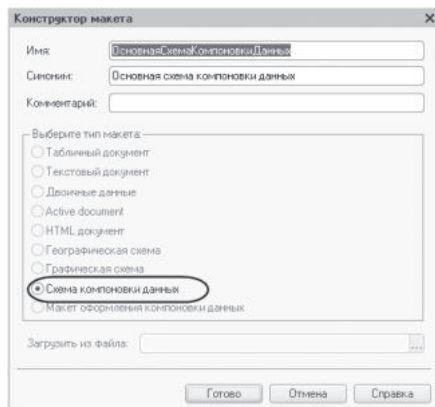 Конструктор макета
Имя: ОсновнаяСхемаКомпоновкиДанных
Синоним: Основная схема компоновки данных
Комментарий:
Выберите тип макета:
Табличный документ
Текстовый документ
Двоичные данные
Active document
HTML документ
Географическая схема
Графическая схема
Схема компоновки данных
Макет оформления компоновки данных
Загрузить из файла: ...
Готово Отмена Справка